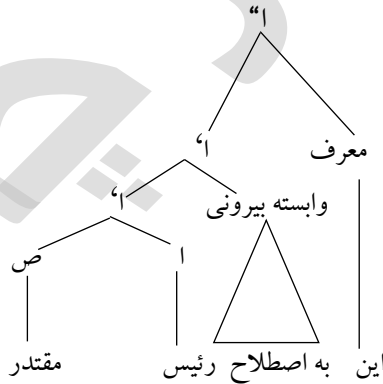 ا“
معرف ا‘
وابسته بیرونی ا‘
ا ص
این به اصطلاح رئیس مقتدر